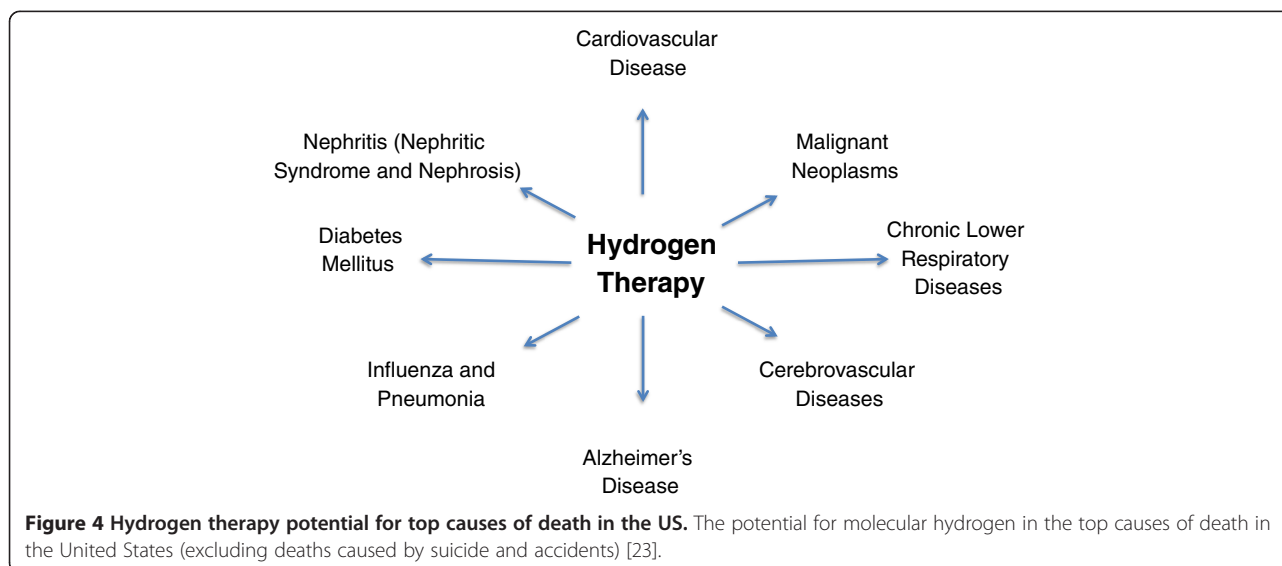 Cardiovascular
Disease
Nephritis (Nephritic
Syndrome and Nephrosis)
Malignant
Neoplasms
Diabetes
Mellitus
Hydrogen
Therapy
Chronic Lower
Respiratory
Diseases
Influenza and
Pneumonia
Cerebrovascular
Diseases
Alzheimer's
Disease
Figure 4 Hydrogen therapy potential for top causes of death in the US. The potential for molecular hydrogen in the top causes of death in
the United States (excluding deaths caused by suicide and accidents) [23].